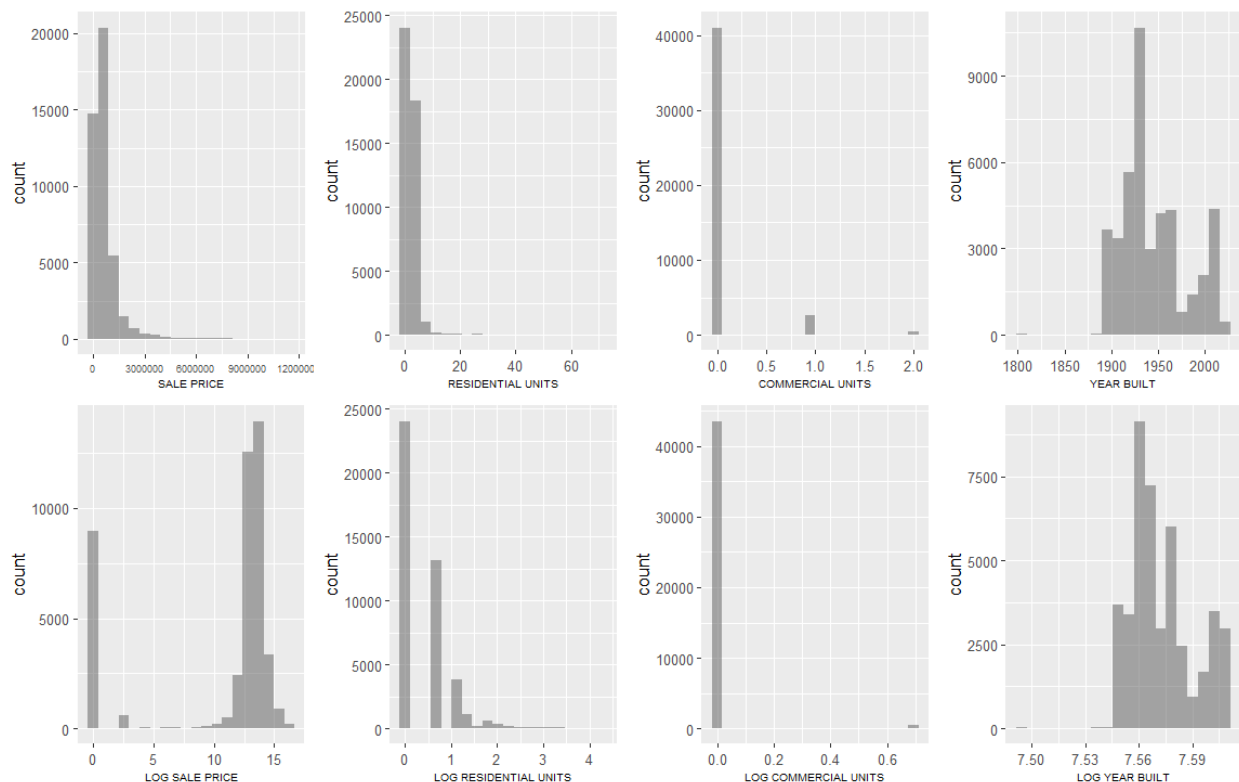 20000
15000
10000
5000
0
count
0 3000000 6000000 9000000 1200000
SALE PRICE
25000
20000
15000
10000
5000
0
count
0 20 40 60
RESIDENTIAL UNITS
40000
30000
20000
10000
0
count
0.0 0.5 1.0 1.5 2.0
COMMERCIAL UNITS
9000
6000
3000
0
count
1800 1850 1900 1950 2000
YEAR BUILT
10000
5000
0
count
0 5 10 15
LOG SALE PRICE
25000
20000
15000
10000
5000
0
count
0 1 2 3 4
LOG RESIDENTIAL UNITS
40000
30000
20000
10000
0
count
0.0 0.2 0.4 0.6
LOG COMMERCIAL UNITS
7500
5000
2500
0
count
7.50 7.53 7.56 7.59
LOG YEAR BUILT